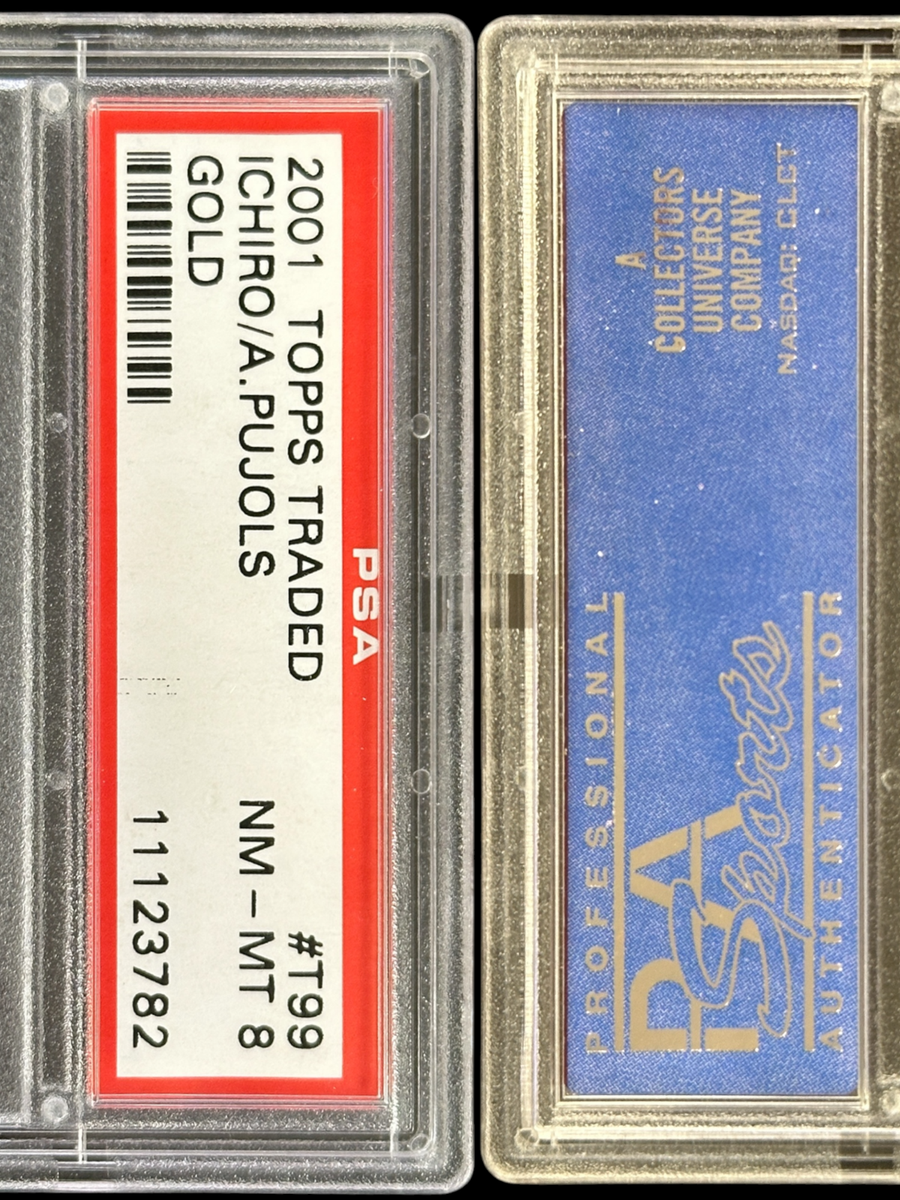 PSA
2001 TOPPS TRADED #T99
ICHIRO/A.PUJOLS NM-MT 8
GOLD
11123782
PROFESSIONAL
PSA Sports
AUTHENTICATOR
A
COLLECTORS
UNIVERSE
COMPANY
NASDAQ: CLCT